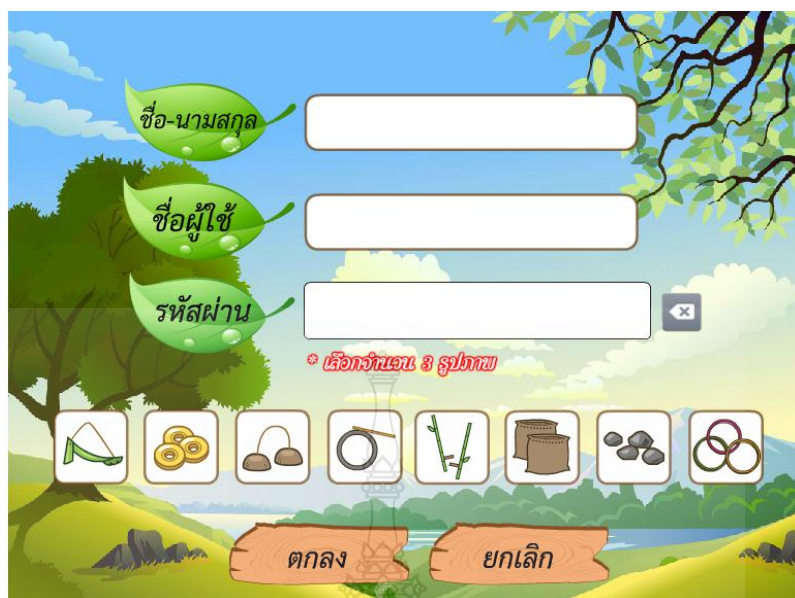 ชื่อ-นามสกุล
ชื่อผู้ใช้
รหัสผ่าน
* เลือกจำนวน 3 รูปภาพ
ตกลง
ยกเลิก